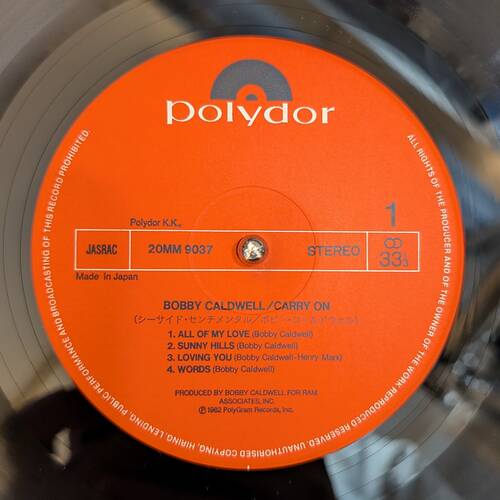 polydor
ALL RIGHTS OF THE PRODUCER AND OF THE OWNER OF THE WORK REPRODUCED RESERVED. UNAUTHORISED COPYING, HIRING, LENDING, PUBLIC PERFORMANCE AND BROADCASTING OF THIS RECORD PROHIBITED.
1
Polydor K.K.
JASRAC 20MM 9037 STEREO 33⅓
Made in Japan
BOBBY CALDWELL/CARRY ON
(シーサイド・センチメンタル/ボビー・コールドウェル)
1. ALL OF MY LOVE (Bobby Caldwell)
2. SUNNY HILLS (Bobby Caldwell)
3. LOVING YOU (Bobby Caldwell-Henry Marx)
4. WORDS (Bobby Caldwell)
PRODUCED BY BOBBY CALDWELL FOR RAM
ASSOCIATES, INC.
℗1982 PolyGram Records, Inc.